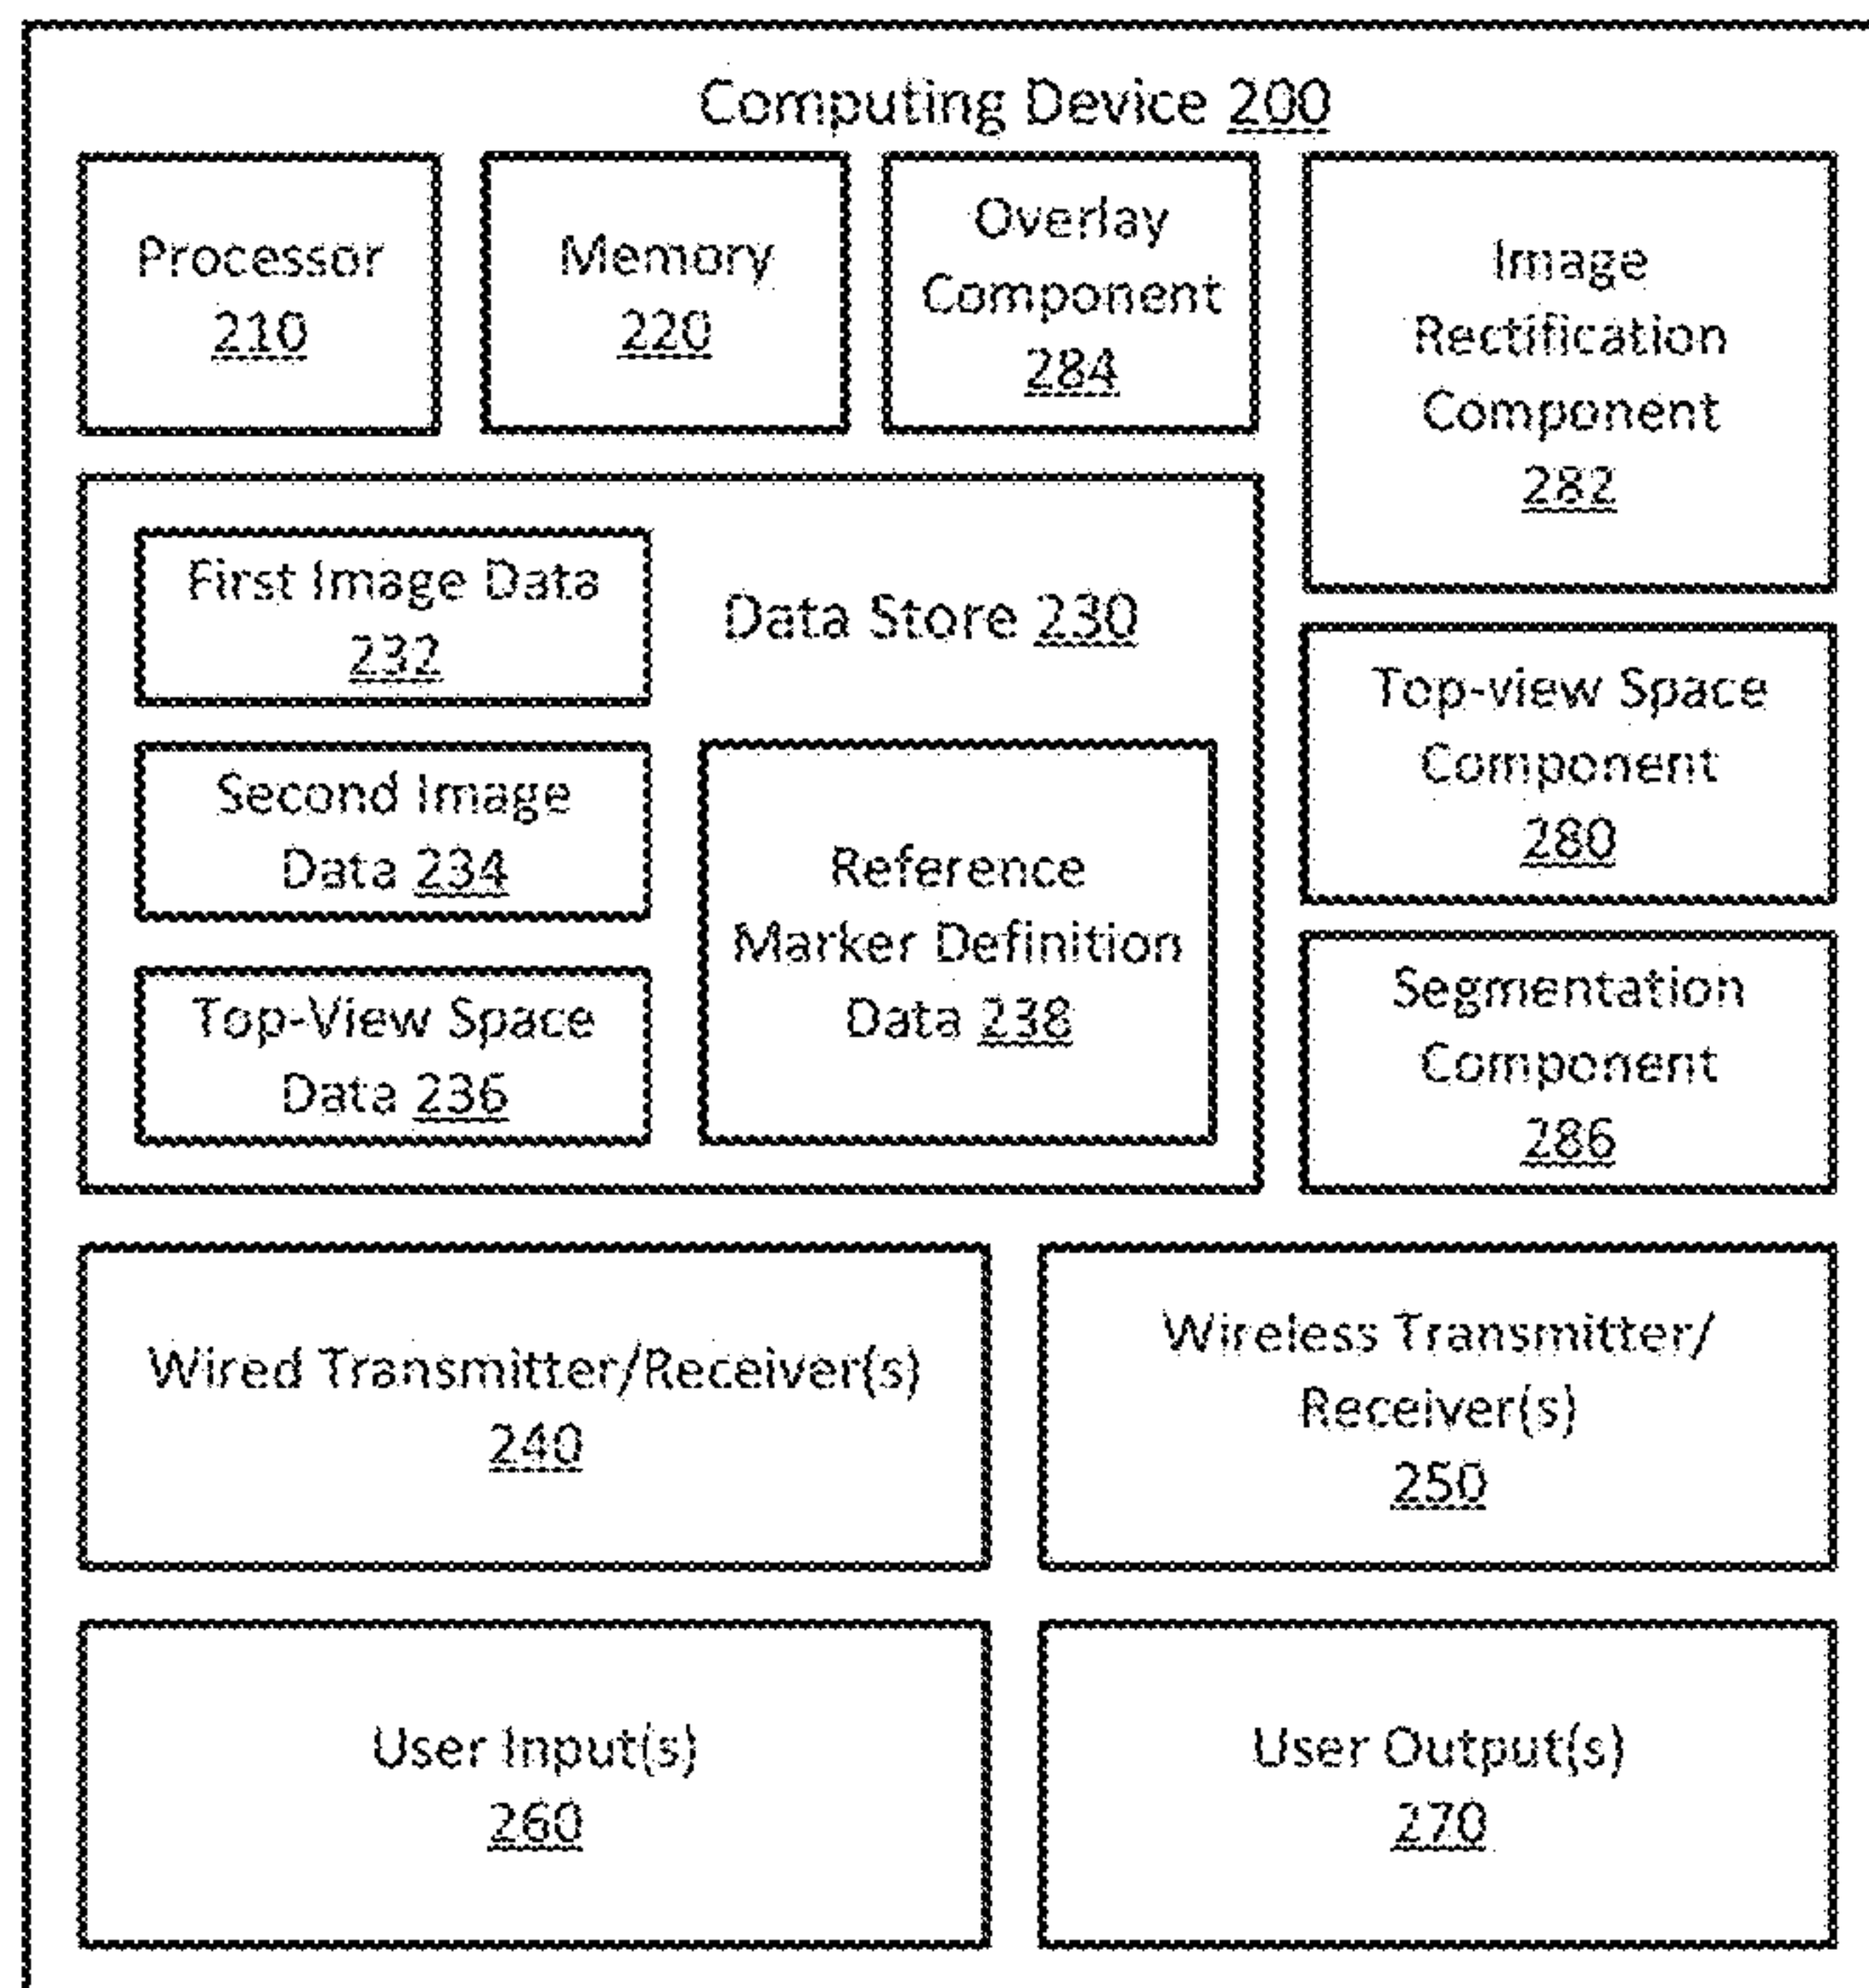 Computing Device 200
Processor
210
Memory
220
Overlay
Component
284
Image
Rectification
Component
282
First Image Data
232
Data Store 230
Second Image
Data 234
Top-View Space
Data 236
Reference
Marker Definition
Data 238
Top-view Space
Component
280
Segmentation
Component
286
Wired Transmitter/Receiver(s)
240
Wireless Transmitter/
Receiver(s)
250
User Input(s)
260
User Output(s)
270